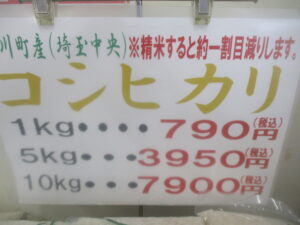 川町産(埼玉中央)※精米すると約一割目減りします。
コシヒカリ
1kg・・・・790円(税込)
5kg・・・3950円(税込)
10kg・・・7900円(税込)